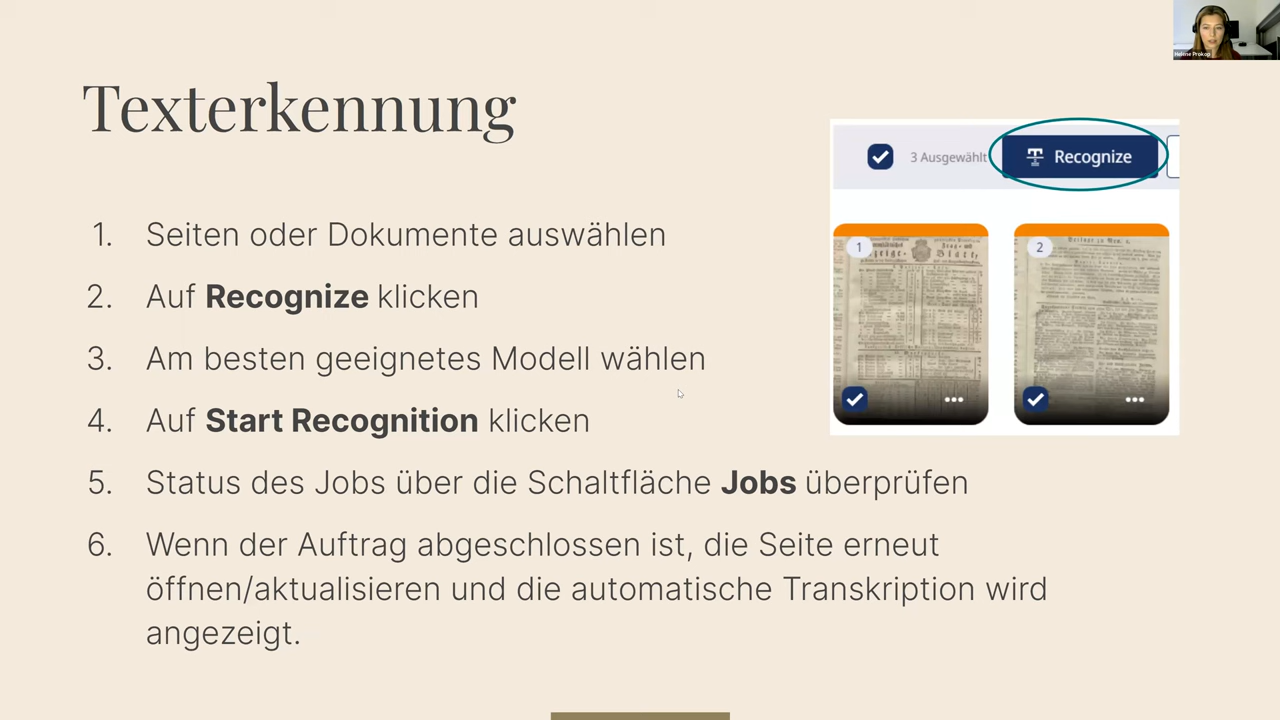 Helene Prokop
Texterkennung
3 Ausgewählt
Recognize
1
2
1. Seiten oder Dokumente auswählen
2. Auf Recognize klicken
3. Am besten geeignetes Modell wählen
4. Auf Start Recognition klicken
5. Status des Jobs über die Schaltfläche Jobs überprüfen
6. Wenn der Auftrag abgeschlossen ist, die Seite erneut
öffnen/aktualisieren und die automatische Transkription wird
angezeigt.